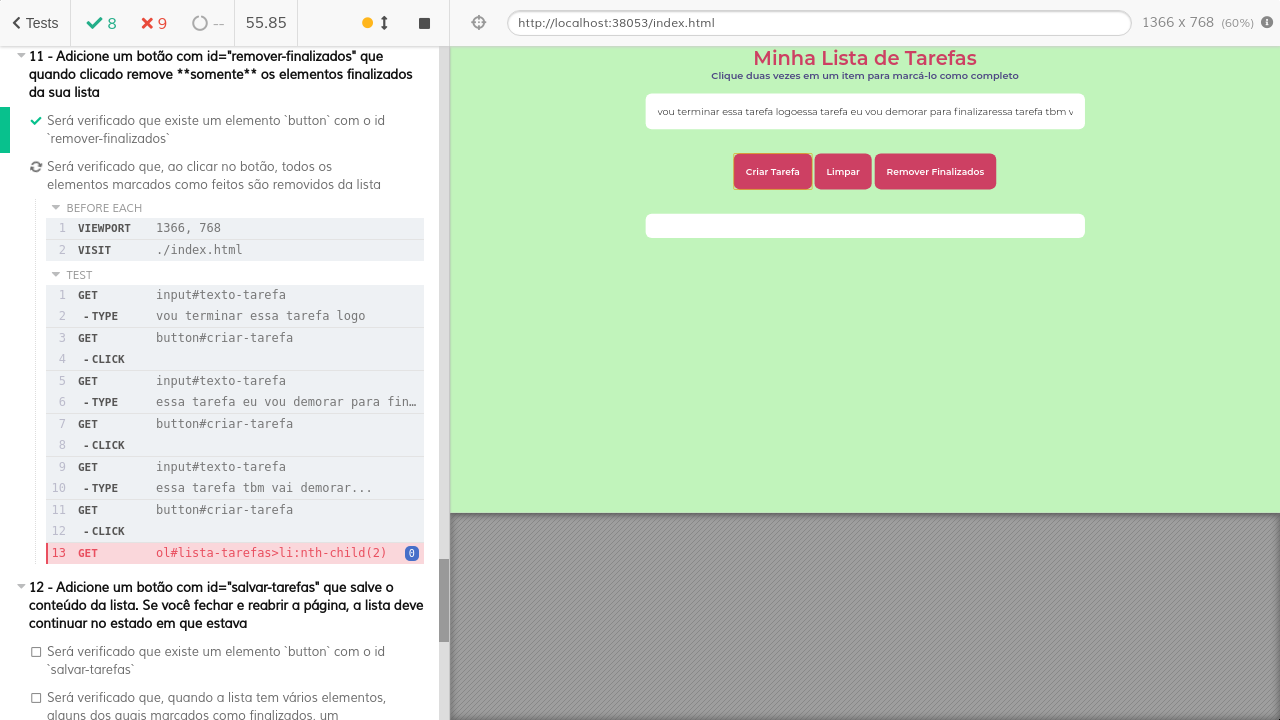 Tests 8 9 -- 55.85 http://localhost:38053/index.html 1366 x 768 (60%)
11 - Adicione um botão com id="remover-finalizados" que
quando clicado remove **somente** os elementos finalizados
da sua lista
Será verificado que existe um elemento `button` com o id
`remover-finalizados`
Será verificado que, ao clicar no botão, todos os
elementos marcados como feitos são removidos da lista
BEFORE EACH
1 VIEWPORT 1366, 768
2 VISIT ./index.html
TEST
1 GET input#texto-tarefa
2 -TYPE vou terminar essa tarefa logo
3 GET button#criar-tarefa
4 -CLICK
5 GET input#texto-tarefa
6 -TYPE essa tarefa eu vou demorar para fin…
7 GET button#criar-tarefa
8 -CLICK
9 GET input#texto-tarefa
10 -TYPE essa tarefa tbm vai demorar...
11 GET button#criar-tarefa
12 -CLICK
13 GET ol#lista-tarefas>li:nth-child(2) 0
12 - Adicione um botão com id="salvar-tarefas" que salve o
conteúdo da lista. Se você fechar e reabrir a página, a lista deve
continuar no estado em que estava
Será verificado que existe um elemento `button` com o id
`salvar-tarefas`
Será verificado que, quando a lista tem vários elementos,
alguns dos quais marcados como finalizados, um
Minha Lista de Tarefas
Clique duas vezes em um item para marcá-lo como completo
vou terminar essa tarefa logoessa tarefa eu vou demorar para finalizaressa tarefa tbm v
Criar Tarefa Limpar Remover Finalizados